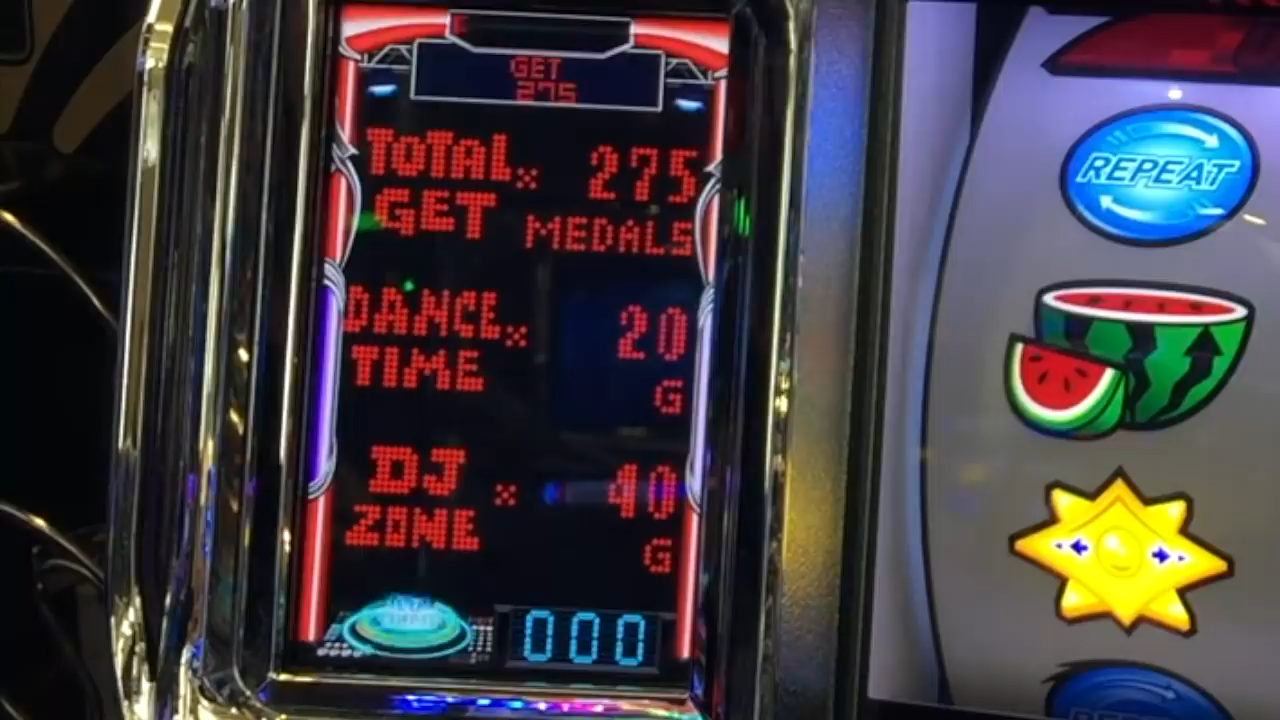 GET
275
TOTAL × 275
GET MEDALS
DANCE × 20
TIME G
DJ × 40
ZONE G
000
REPEAT